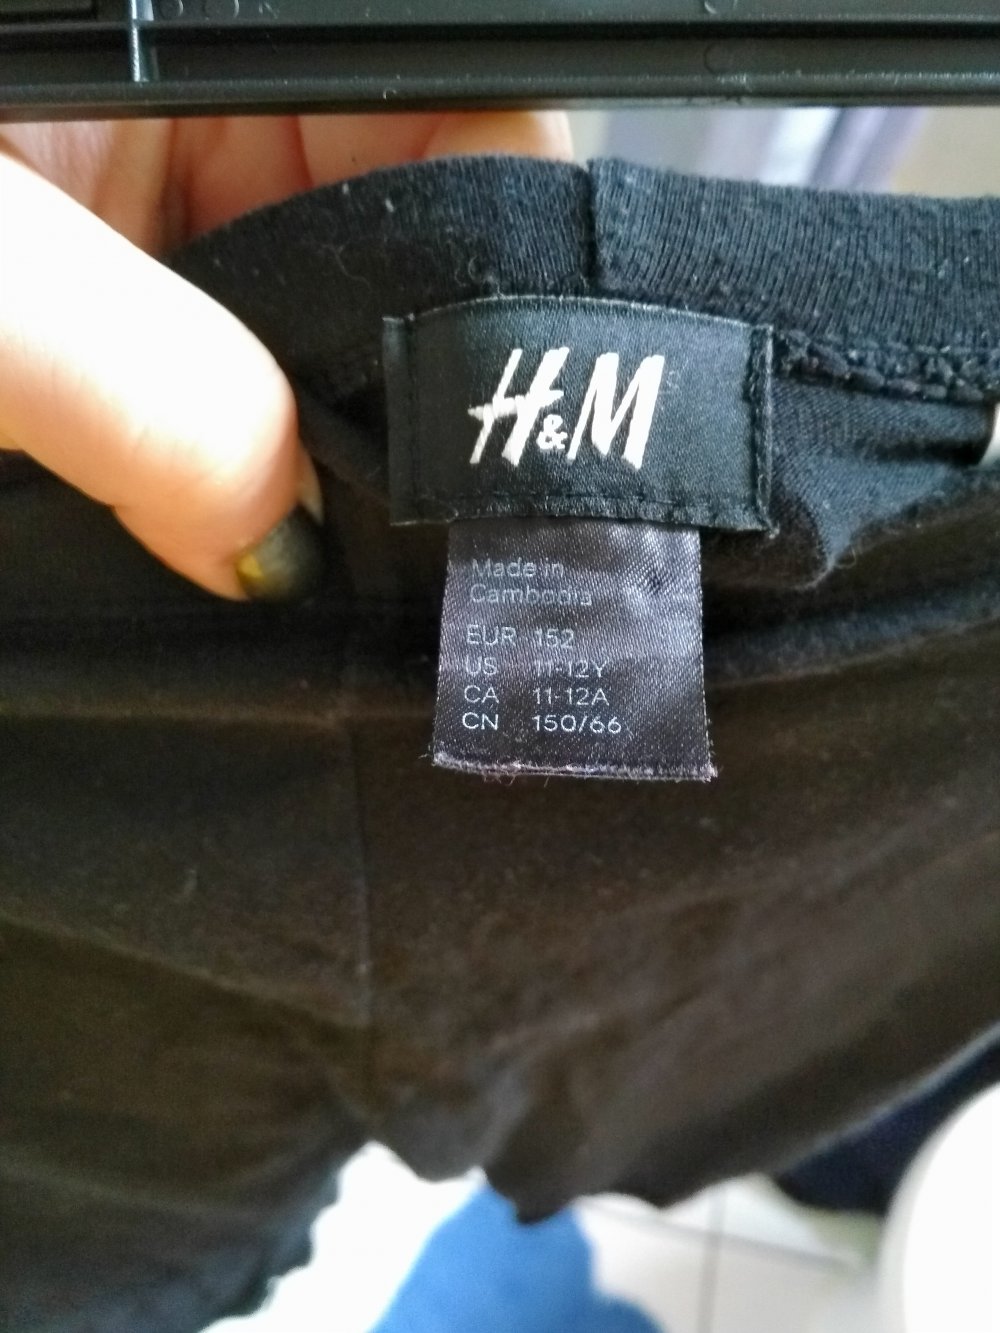 H&M
Made in
Cambodia
EUR 152
US 11-12Y
CA 11-12A
CN 150/66